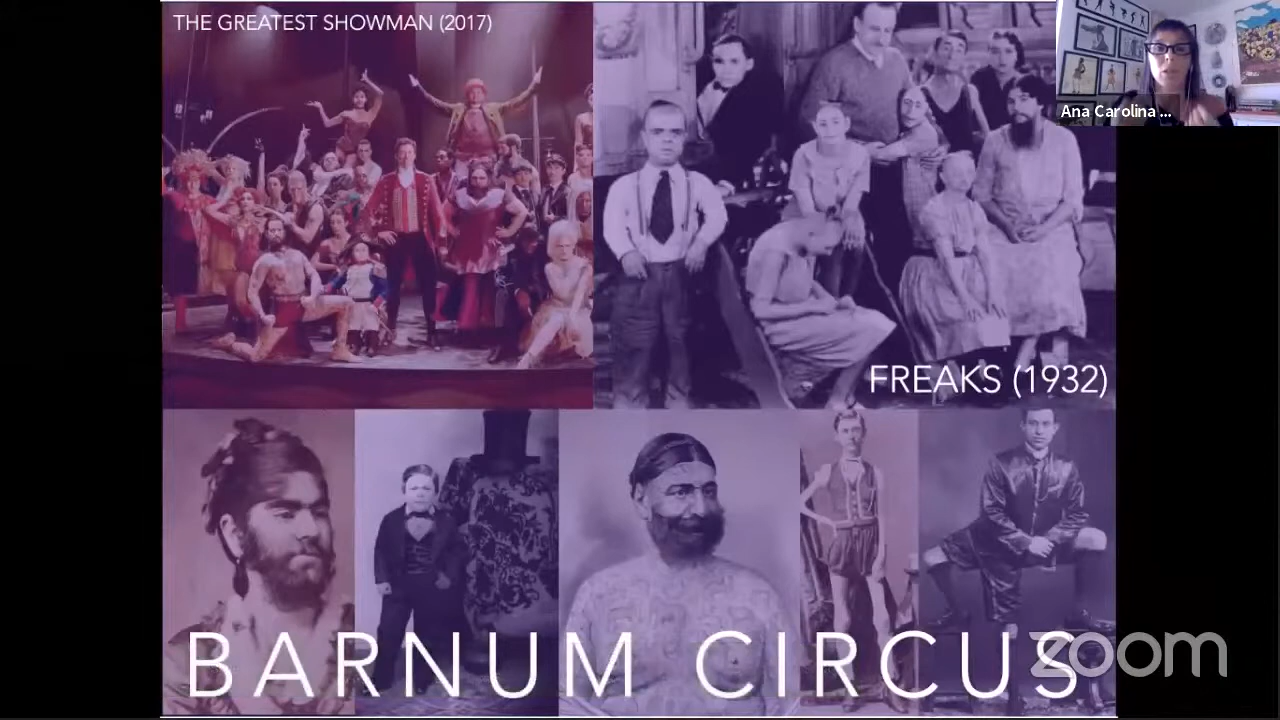 THE GREATEST SHOWMAN (2017)
Ana Carolina ...
FREAKS (1932)
BARNUM CIRCUS
zoom